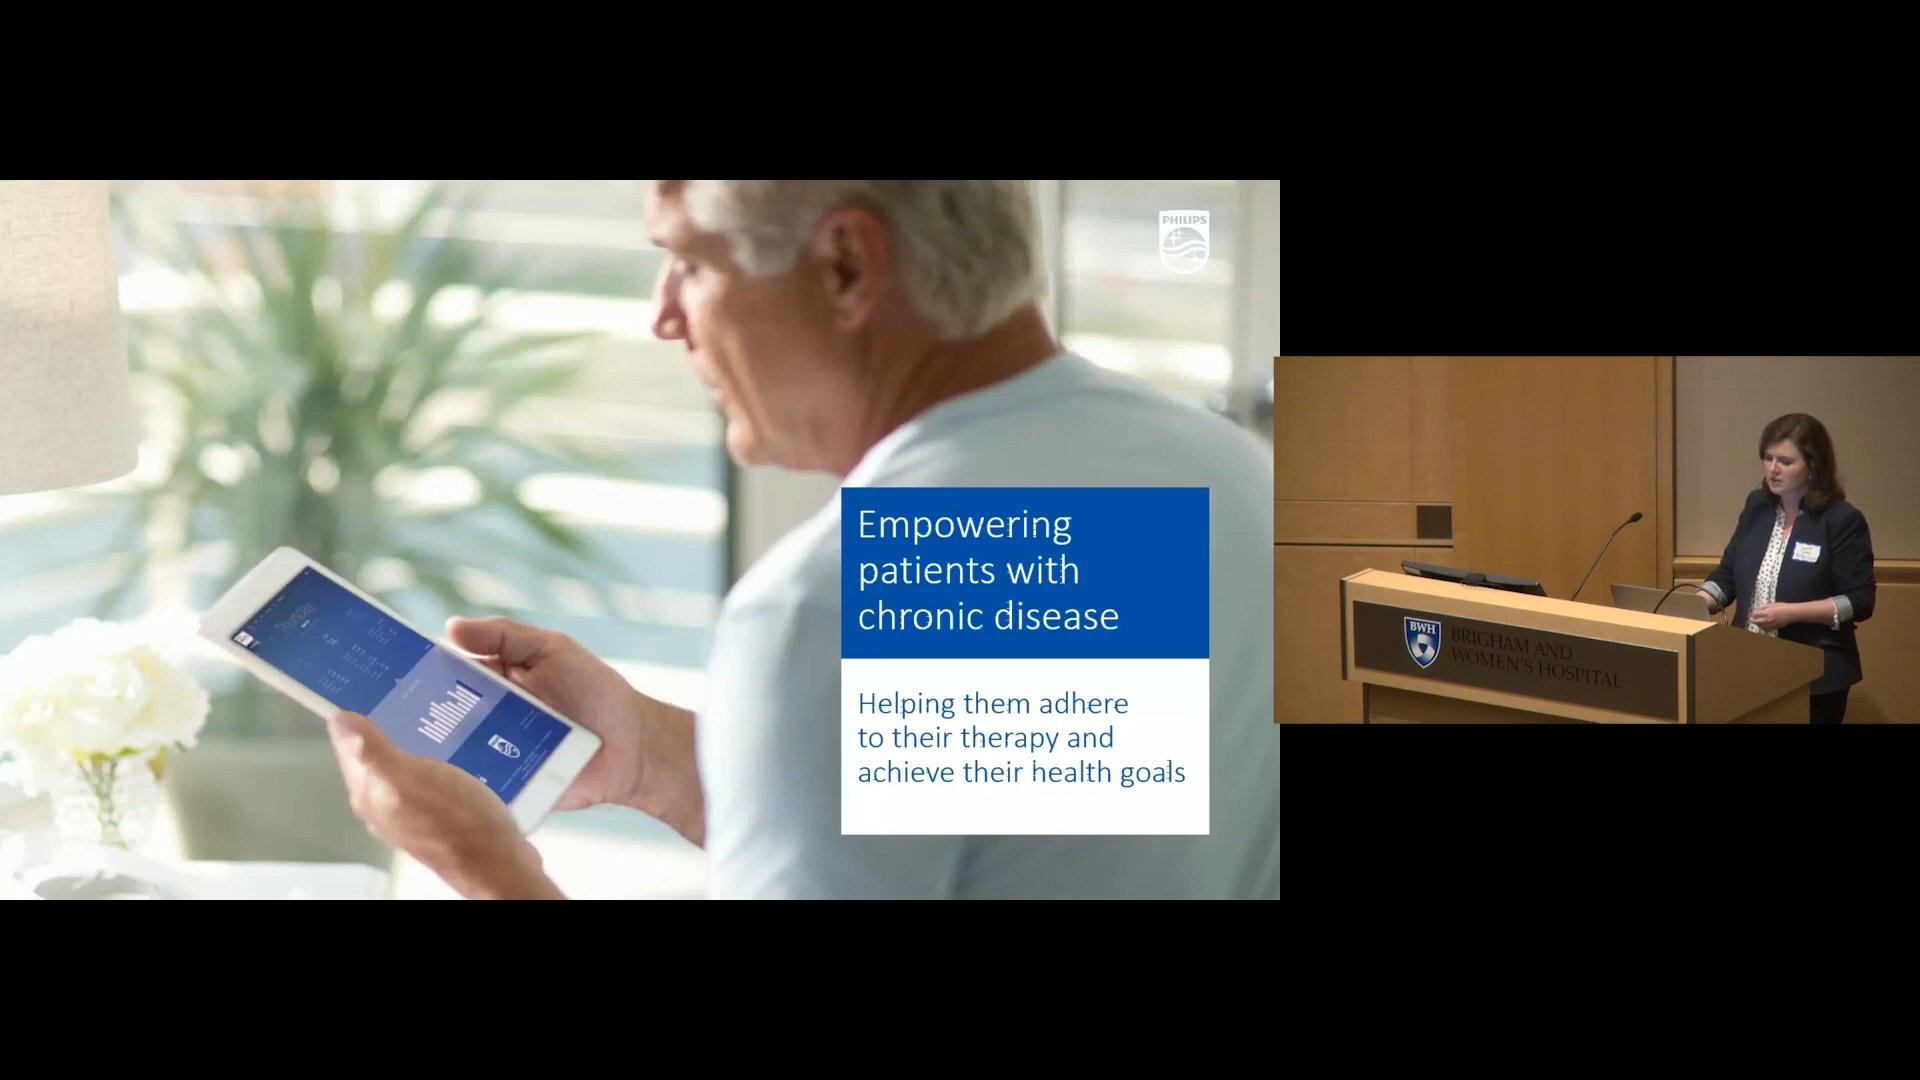 PHILIPS
Empowering
patients with
chronic disease
Helping them adhere
to their therapy and
achieve their health goals
BWH
BRIGHAM AND
WOMEN'S HOSPITAL